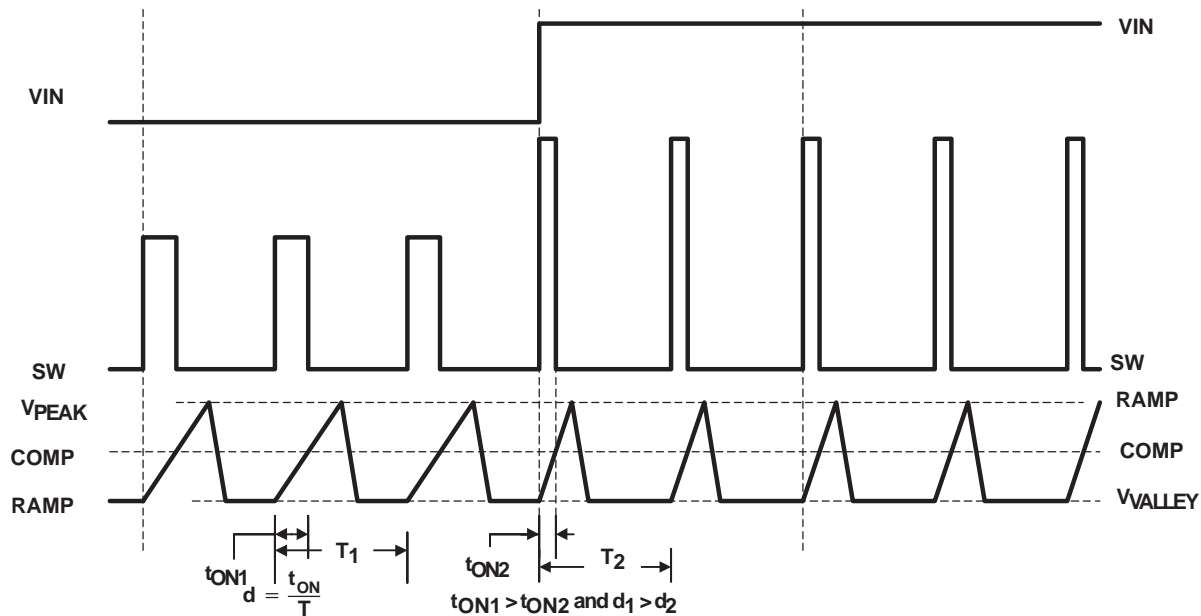 VIN
VIN
SW
SW
VPEAK
RAMP
COMP
COMP
RAMP
VVALLEY
tON1
T1
tON2
T2
d = tON/T
tON1 > tON2 and d1 > d2